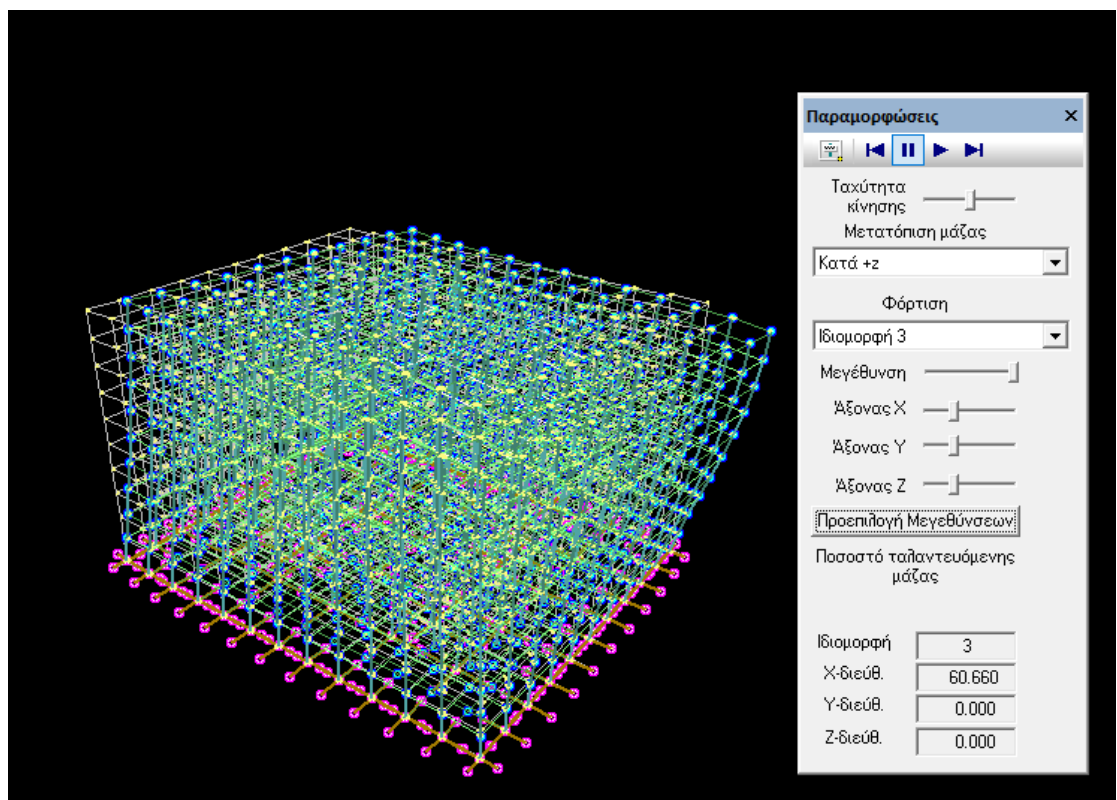 Παραμορφώσεις
Ταχύτητα
κίνησης
Μετατόπιση μάζας
Κατά +z
Φόρτιση
Ιδιομορφή 3
Μεγέθυνση
Άξονας X
Άξονας Y
Άξονας Z
Προεπιλογή Μεγεθύνσεων
Ποσοστό ταλαντευόμενης
μάζας
Ιδιομορφή 3
X-διεύθ. 60.660
Y-διεύθ. 0.000
Z-διεύθ. 0.000